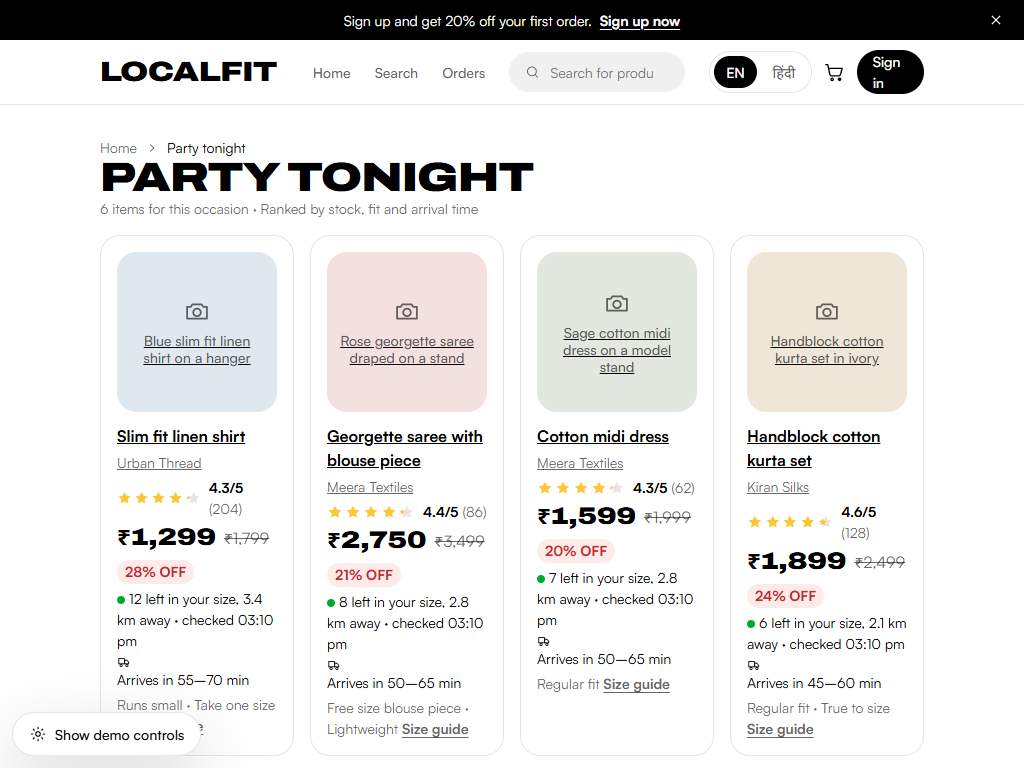 Sign up and get 20% off your first order. Sign up now
LOCALFIT
Home
Search
Orders
Search for produ
EN
हिंदी
Sign
in
Home > Party tonight
PARTY TONIGHT
6 items for this occasion · Ranked by stock, fit and arrival time
Blue slim fit linen
shirt on a hanger
Slim fit linen shirt
Urban Thread
4.3/5
(204)
₹1,299 ₹1,799
28% OFF
12 left in your size, 3.4
km away · checked 03:10
pm
Arrives in 55–70 min
Runs small · Take one size
Rose georgette saree
draped on a stand
Georgette saree with
blouse piece
Meera Textiles
4.4/5 (86)
₹2,750 ₹3,499
21% OFF
8 left in your size, 2.8
km away · checked 03:10
pm
Arrives in 50–65 min
Free size blouse piece ·
Lightweight Size guide
Sage cotton midi
dress on a model
stand
Cotton midi dress
Meera Textiles
4.3/5 (62)
₹1,599 ₹1,999
20% OFF
7 left in your size, 2.8
km away · checked 03:10
pm
Arrives in 50–65 min
Regular fit Size guide
Handblock cotton
kurta set in ivory
Handblock cotton
kurta set
Kiran Silks
4.6/5
(128)
₹1,899 ₹2,499
24% OFF
6 left in your size, 2.1 km
away · checked 03:10 pm
Arrives in 45–60 min
Regular fit · True to size
Size guide
Show demo controls